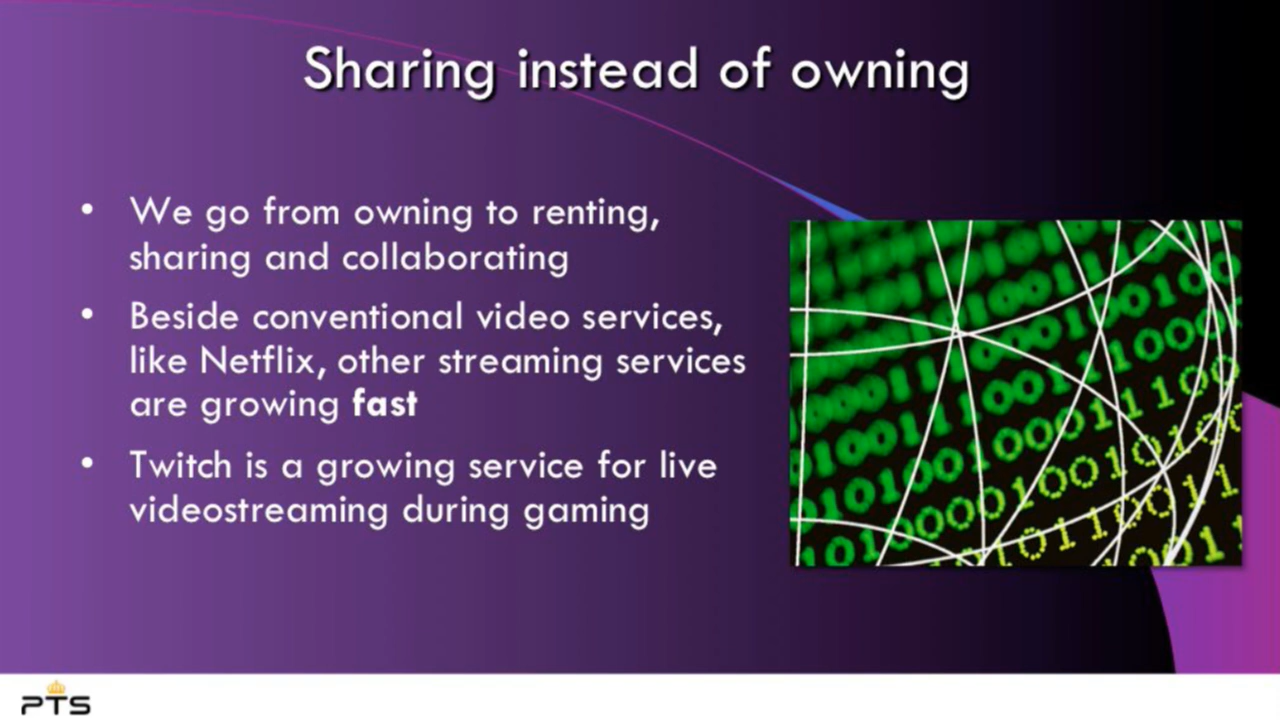 Sharing instead of owning
• We go from owning to renting,
sharing and collaborating
• Beside conventional video services,
like Netflix, other streaming services
are growing fast
• Twitch is a growing service for live
videostreaming during gaming
PTS